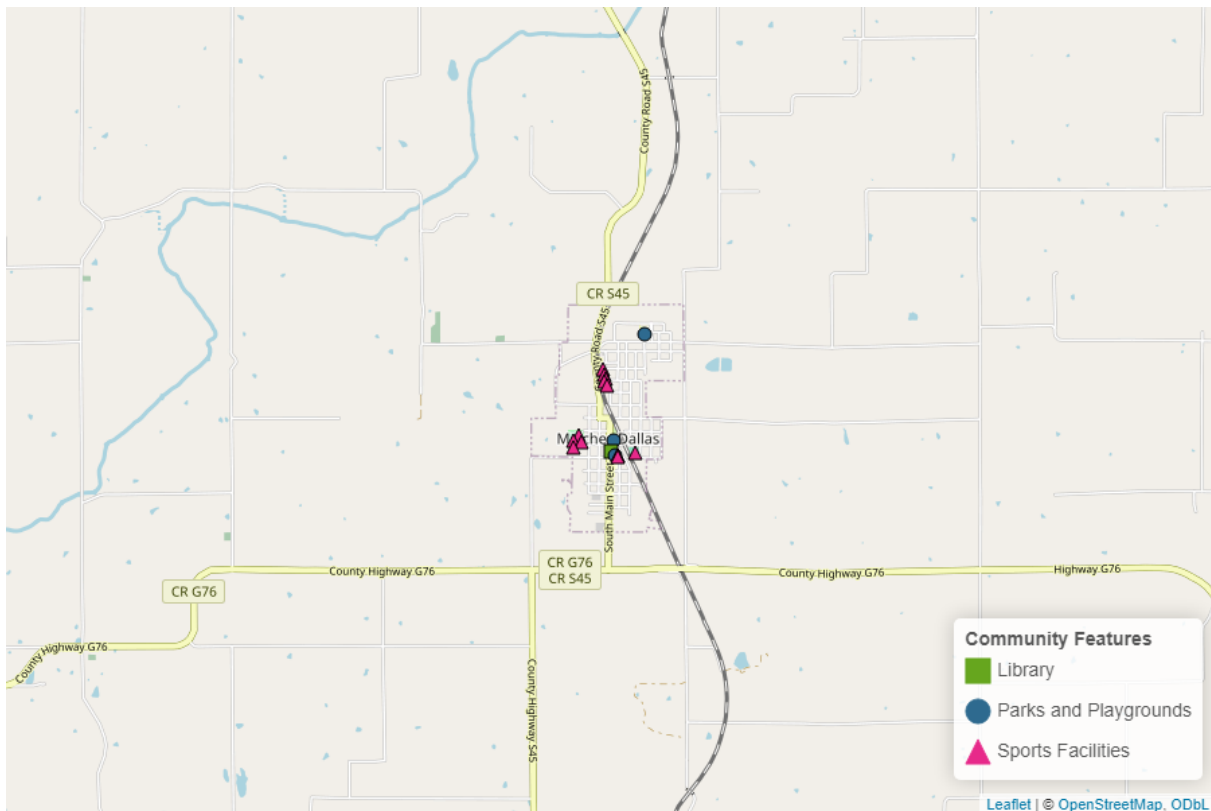 County Road S45
CR S45
County Road S45
Dallas
South Main Street
CR G76
CR S45
County Highway G76
County Highway G76
Highway G76
CR G76
County Highway G76
County Highway S45
Community Features
Library
Parks and Playgrounds
Sports Facilities
Leaflet | © OpenStreetMap, ODbL